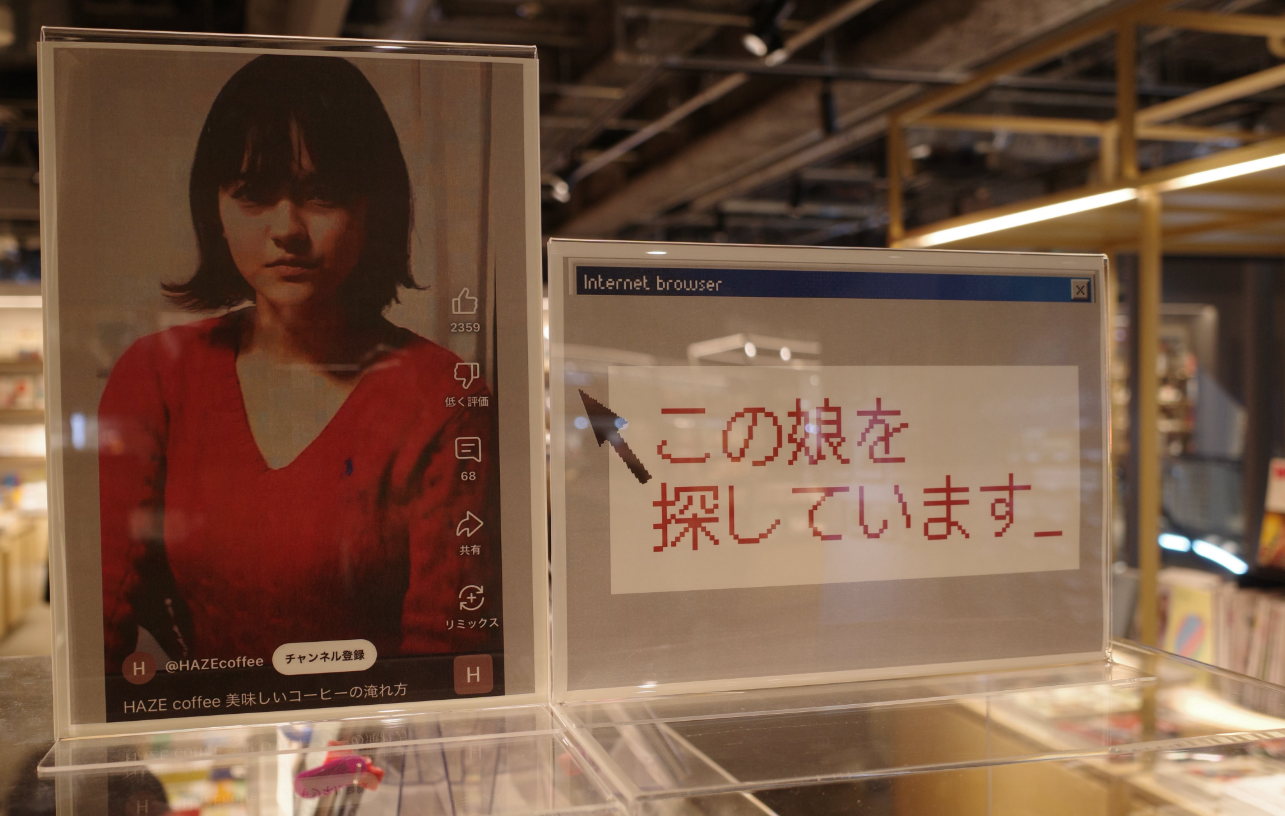 2359
低く評価
68
共有
リミックス
H @HAZEcoffee チャンネル登録
HAZE coffee 美味しいコーヒーの淹れ方
H
Internet browser
この娘を
探しています_